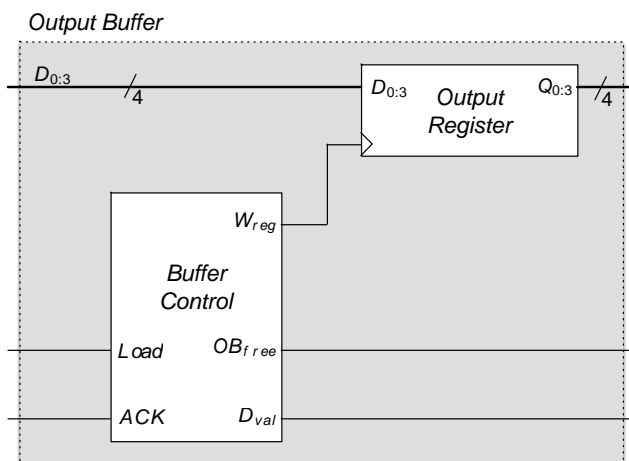 Output Buffer
D0:3
4
D0:3
Output
Register
Q0:3
4
Wreg
Buffer
Control
Load
OBfree
ACK
Dval